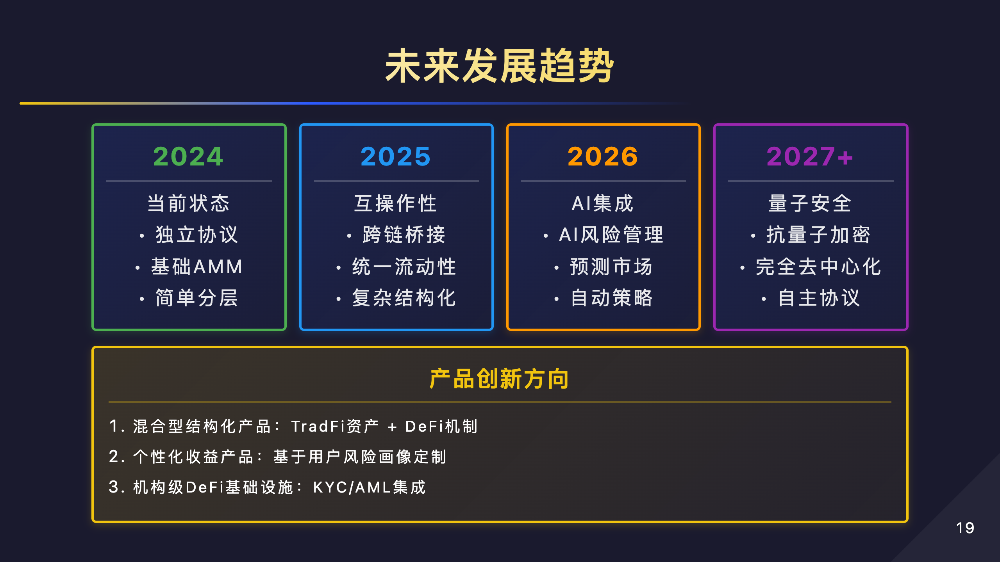 未来发展趋势
2024
当前状态
• 独立协议
• 基础AMM
• 简单分层
2025
互操作性
• 跨链桥接
• 统一流动性
• 复杂结构化
2026
AI集成
• AI风险管理
• 预测市场
• 自动策略
2027+
量子安全
• 抗量子加密
• 完全去中心化
• 自主协议
产品创新方向
1. 混合型结构化产品：TradFi资产 + DeFi机制
2. 个性化收益产品：基于用户风险画像定制
3. 机构级DeFi基础设施：KYC/AML集成
19